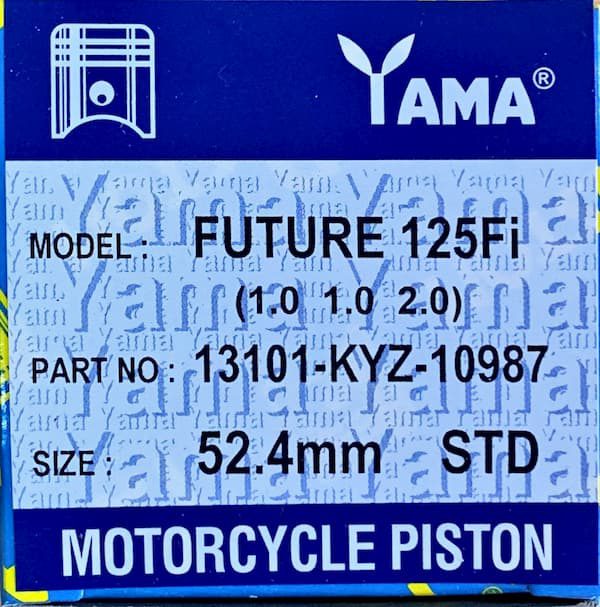 YAMA®
MODEL : FUTURE 125Fi
(1.0 1.0 2.0)
PART NO : 13101-KYZ-10987
SIZE : 52.4mm STD
MOTORCYCLE PISTON